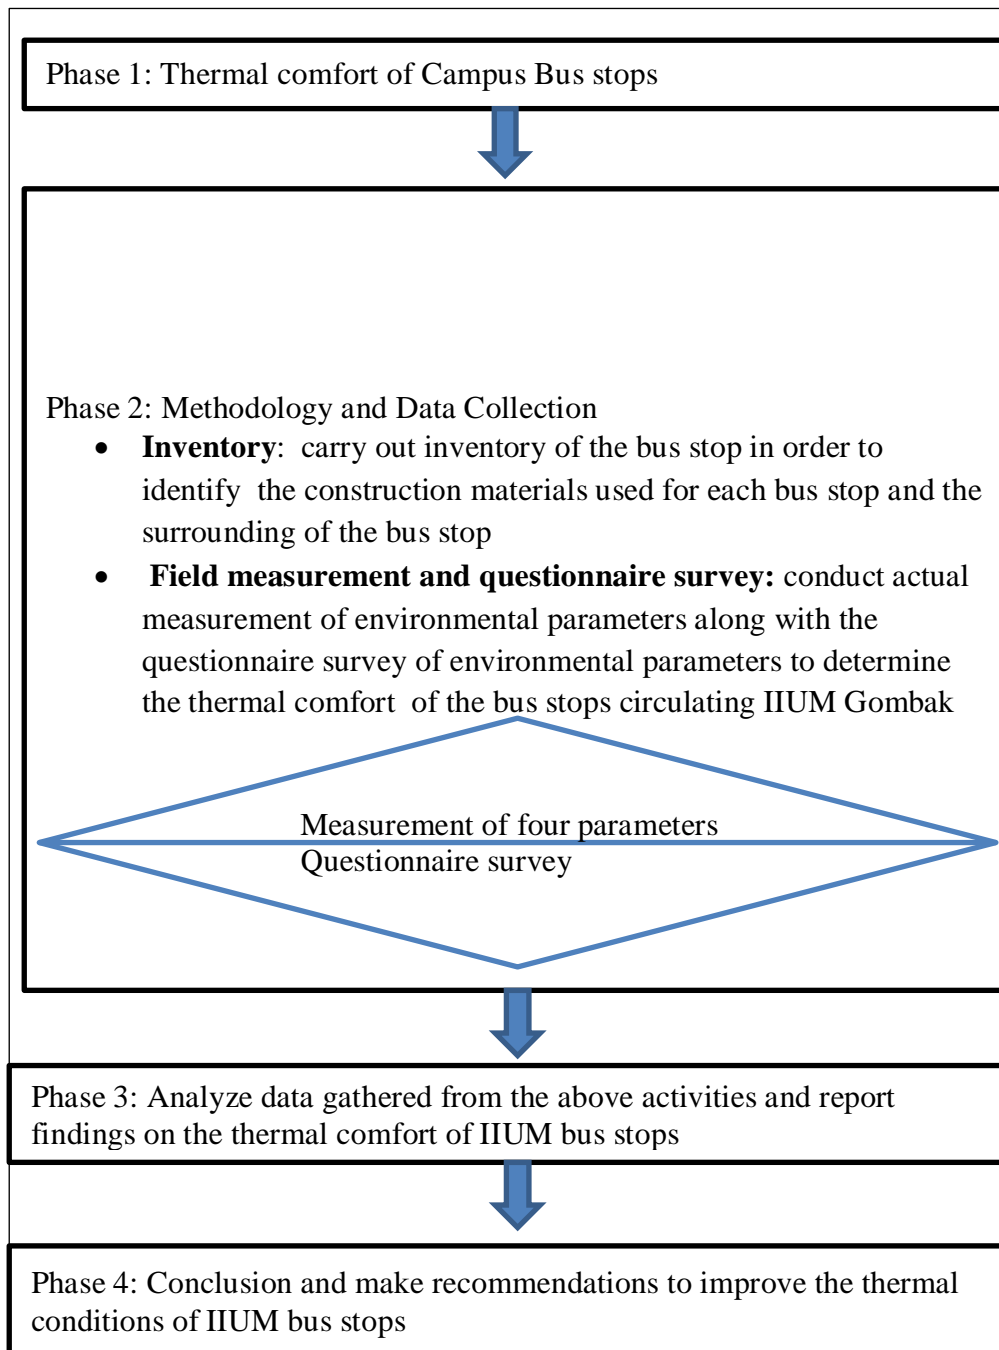 Phase 1: Thermal comfort of Campus Bus stops
Phase 2: Methodology and Data Collection
• Inventory: carry out inventory of the bus stop in order to
identify the construction materials used for each bus stop and the
surrounding of the bus stop
• Field measurement and questionnaire survey: conduct actual
measurement of environmental parameters along with the
questionnaire survey of environmental parameters to determine
the thermal comfort of the bus stops circulating IIUM Gombak
Measurement of four parameters
Questionnaire survey
Phase 3: Analyze data gathered from the above activities and report
findings on the thermal comfort of IIUM bus stops
Phase 4: Conclusion and make recommendations to improve the thermal
conditions of IIUM bus stops